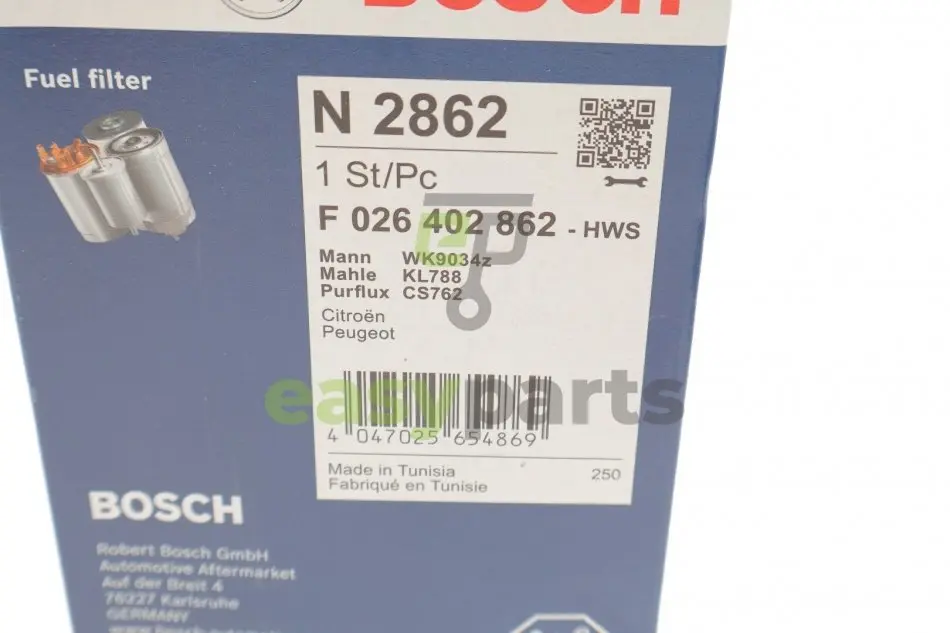 BOSCH
Fuel filter
N 2862
1 St/Pc
F 026 402 862 - HWS
Mann WK9034z
Mahle KL788
Purflux CS762
Citroën
Peugeot
easyparts
4 047025 654869
Made in Tunisia
Fabriqué en Tunisie
250
BOSCH
Robert Bosch GmbH
Automotive Aftermarket
Auf der Breit 4
76227 Karlsruhe
GERMANY